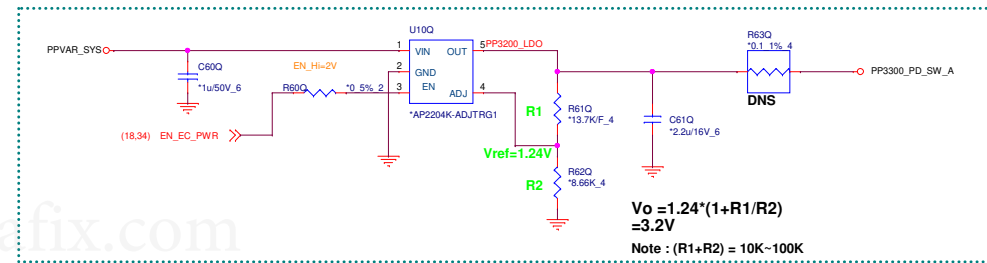 U10Q
PPVAR_SYS
1 VIN OUT 5 PP3200_LDO
C60Q
*1u/50V_6
2 GND
EN_Hi=2V
R60Q *0_5%_2 3 EN
ADJ 4
*AP2204K-ADJTRG1
(18,34) EN_EC_PWR
R1
R61Q
*13.7K/F_4
Vref=1.24V
R2
R62Q
*8.66K_4
C61Q
*2.2u/16V_6
R63Q
*0.1_1%_4
DNS
PP3300_PD_SW_A
Vo =1.24*(1+R1/R2)
=3.2V
Note : (R1+R2) = 10K~100K
afix.com